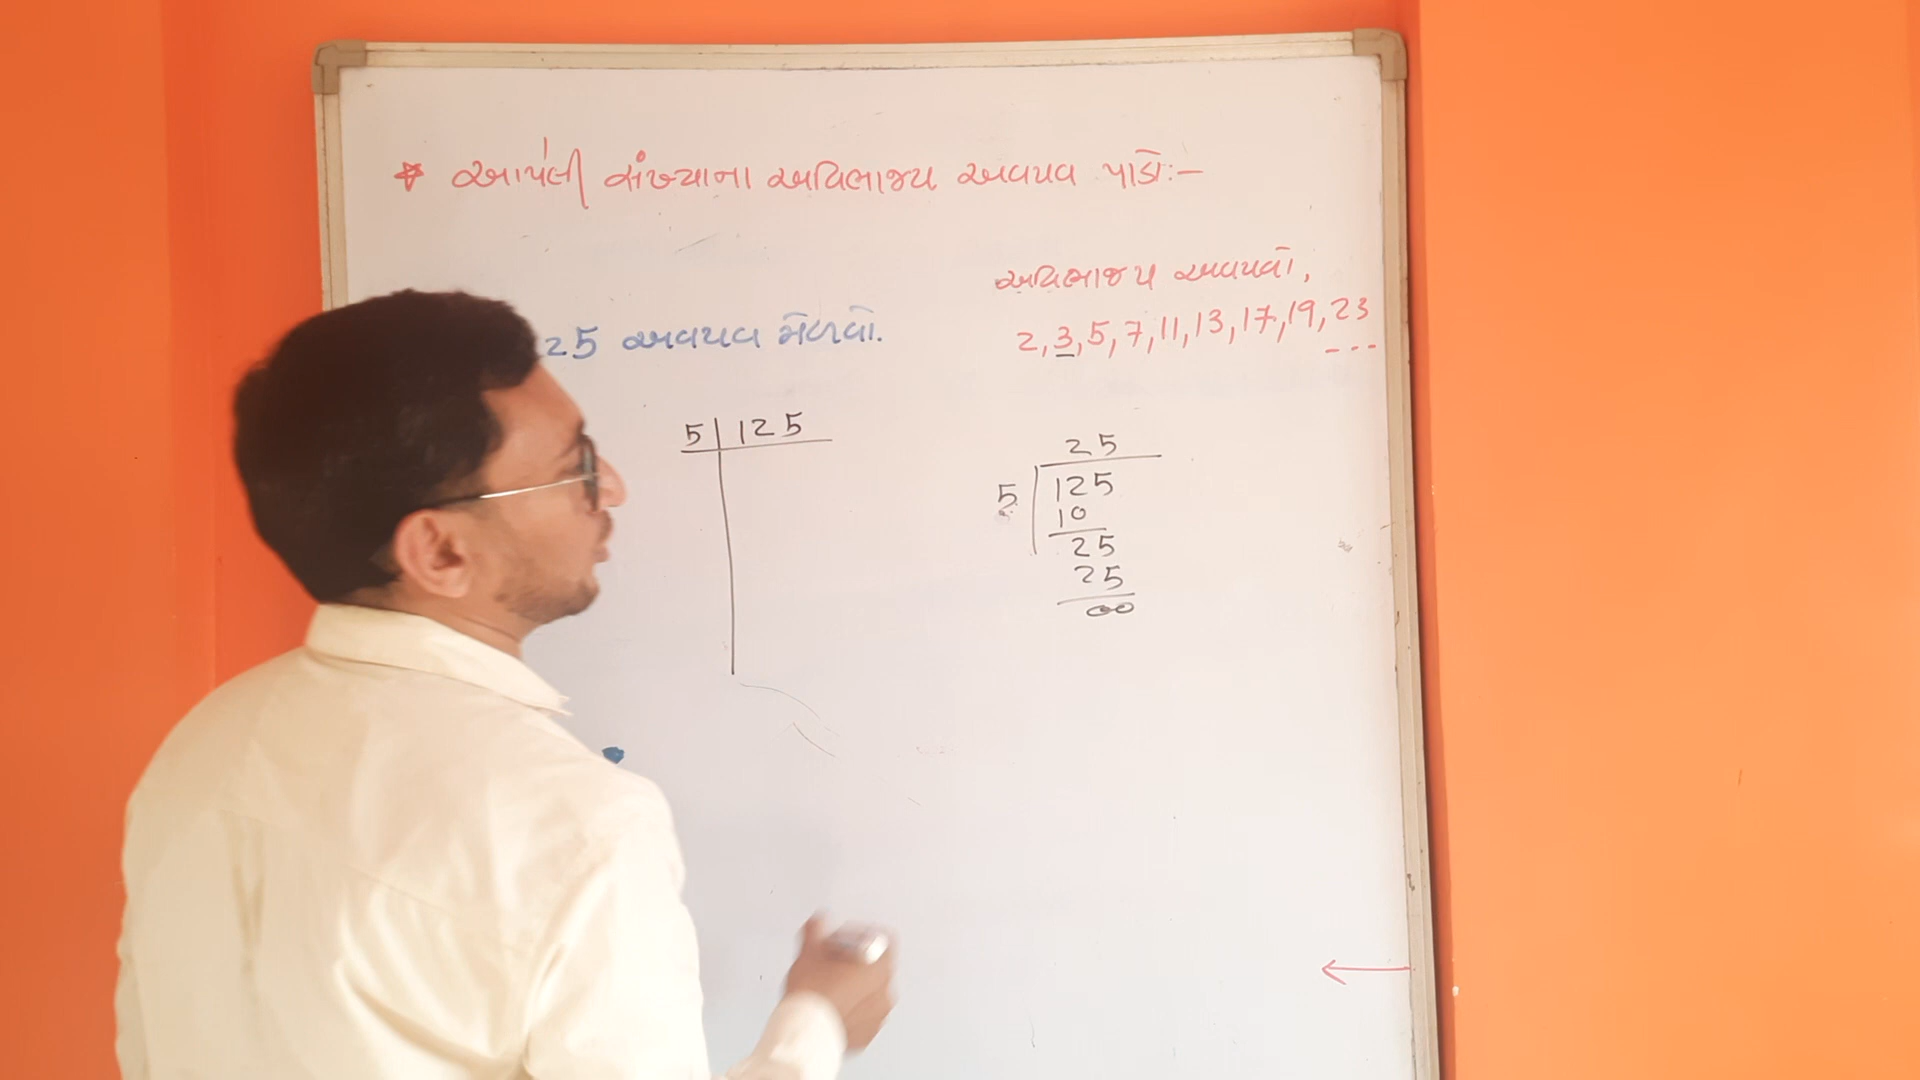 * આપેલી સંખ્યાના અવિભાજ્ય અવયવ પાડો:-
અવિભાજ્ય અવયવો,
2, 3, 5, 7, 11, 13, 17, 19, 23
- - -
25 અવયવ મેળવો.
5 | 125
25
5 125
10
25
25
00